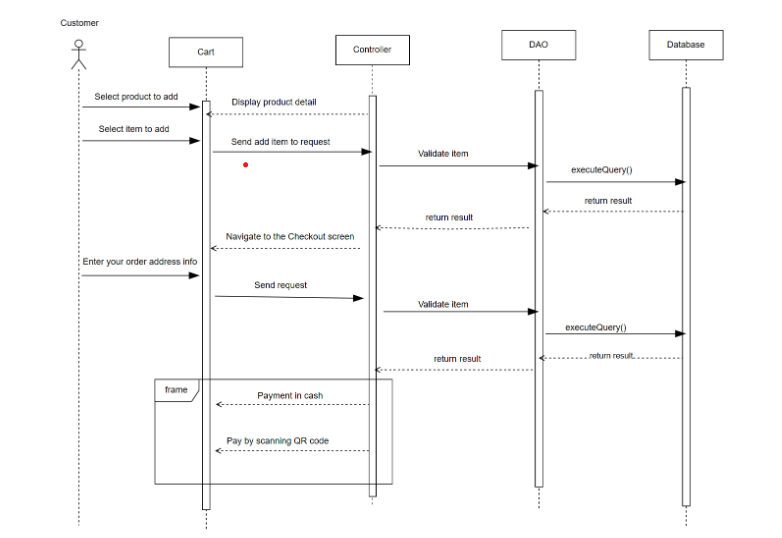 Customer
Cart
Controller
DAO
Database
Select product to add
Display product detail
Select item to add
Send add item to request
Validate item
executeQuery()
return result
return result
Navigate to the Checkout screen
Enter your order address info
Send request
Validate item
executeQuery()
return result
return result
frame
Payment in cash
Pay by scanning QR code